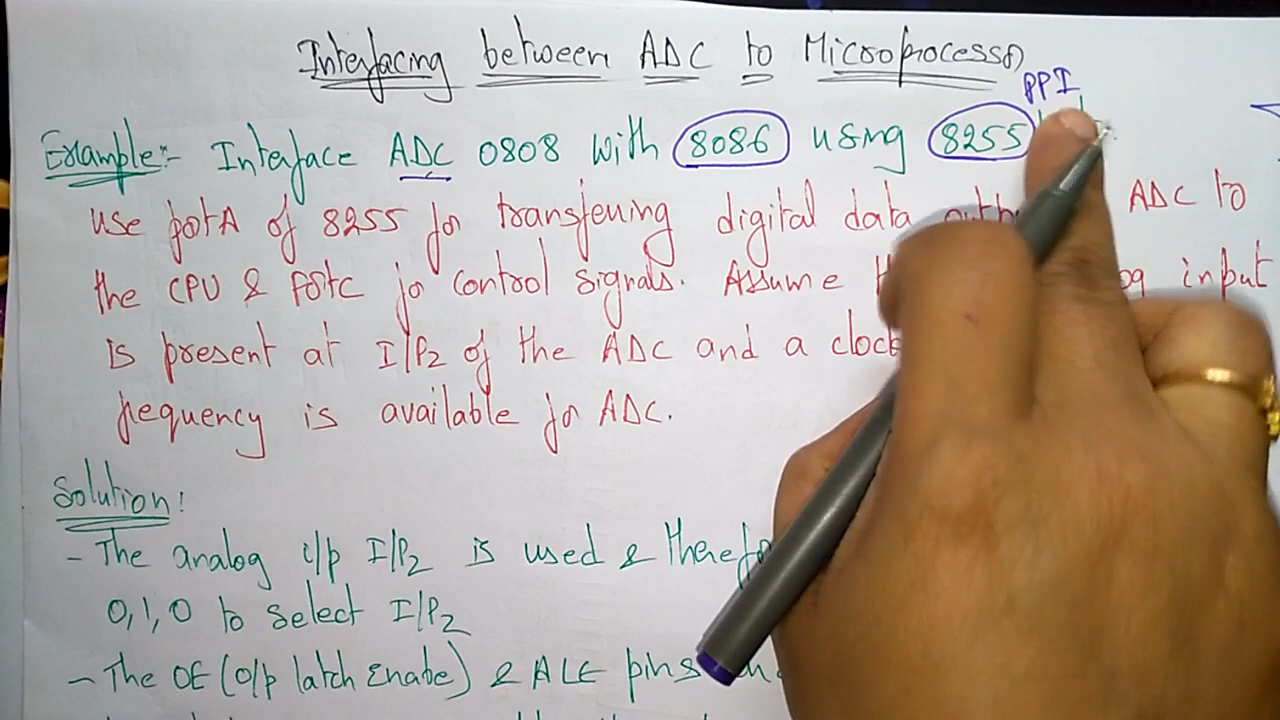 Interfacing between ADC to Microprocessor
PPI
Example:- Interface ADC 0808 with 8086 using 8255
use portA of 8255 for transferring digital data ADC to
the CPU & portC for control signals. Assume input
is present at I/P2 of the ADC and a clock
frequency is available for ADC.
Solution:
- The analog i/p I/P2 is used &
0,1,0 to select I/P2
- The OE (o/p latch Enable) & ALE pins